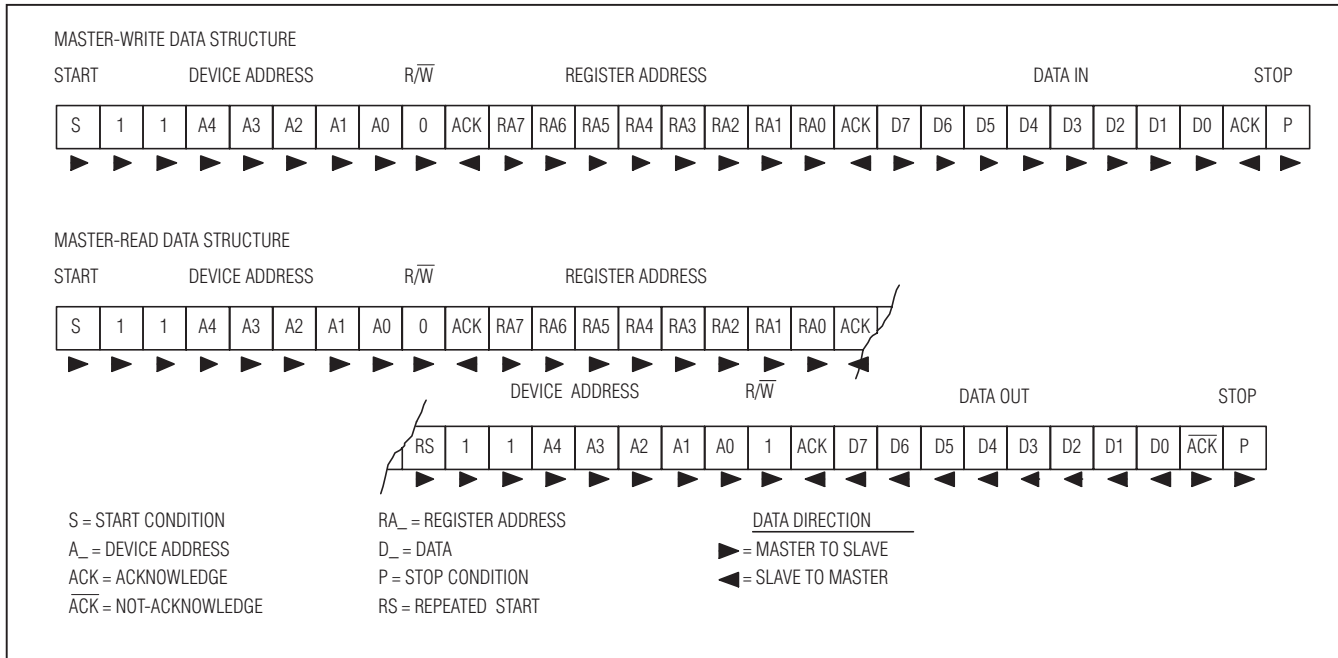 MASTER-WRITE DATA STRUCTURE
START DEVICE ADDRESS R/W̅ REGISTER ADDRESS DATA IN STOP
S 1 1 A4 A3 A2 A1 A0 0 ACK RA7 RA6 RA5 RA4 RA3 RA2 RA1 RA0 ACK D7 D6 D5 D4 D3 D2 D1 D0 ACK P
MASTER-READ DATA STRUCTURE
START DEVICE ADDRESS R/W̅ REGISTER ADDRESS
S 1 1 A4 A3 A2 A1 A0 0 ACK RA7 RA6 RA5 RA4 RA3 RA2 RA1 RA0 ACK
DEVICE ADDRESS R/W̅ DATA OUT STOP
RS 1 1 A4 A3 A2 A1 A0 1 ACK D7 D6 D5 D4 D3 D2 D1 D0 A̅C̅K̅ P
S = START CONDITION RA_ = REGISTER ADDRESS DATA DIRECTION
A_ = DEVICE ADDRESS D_ = DATA ► = MASTER TO SLAVE
ACK = ACKNOWLEDGE P = STOP CONDITION ◄ = SLAVE TO MASTER
A̅C̅K̅ = NOT-ACKNOWLEDGE RS = REPEATED START